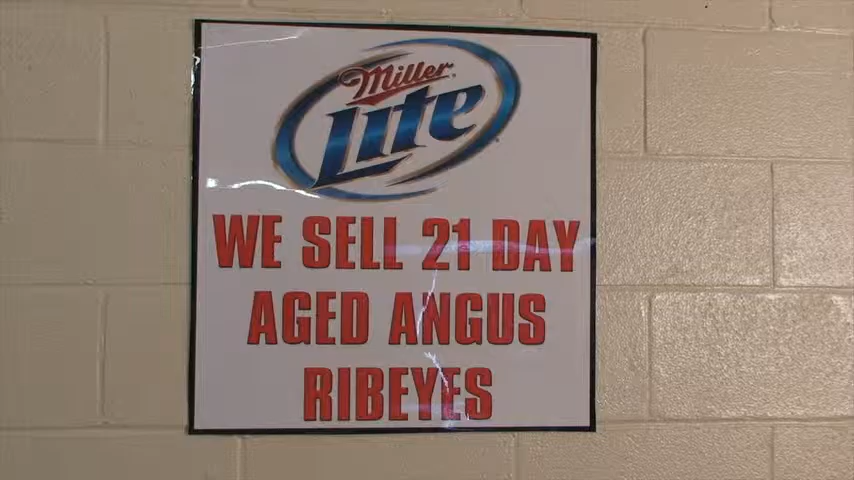 Miller
Lite
WE SELL 21 DAY
AGED ANGUS
RIBEYES